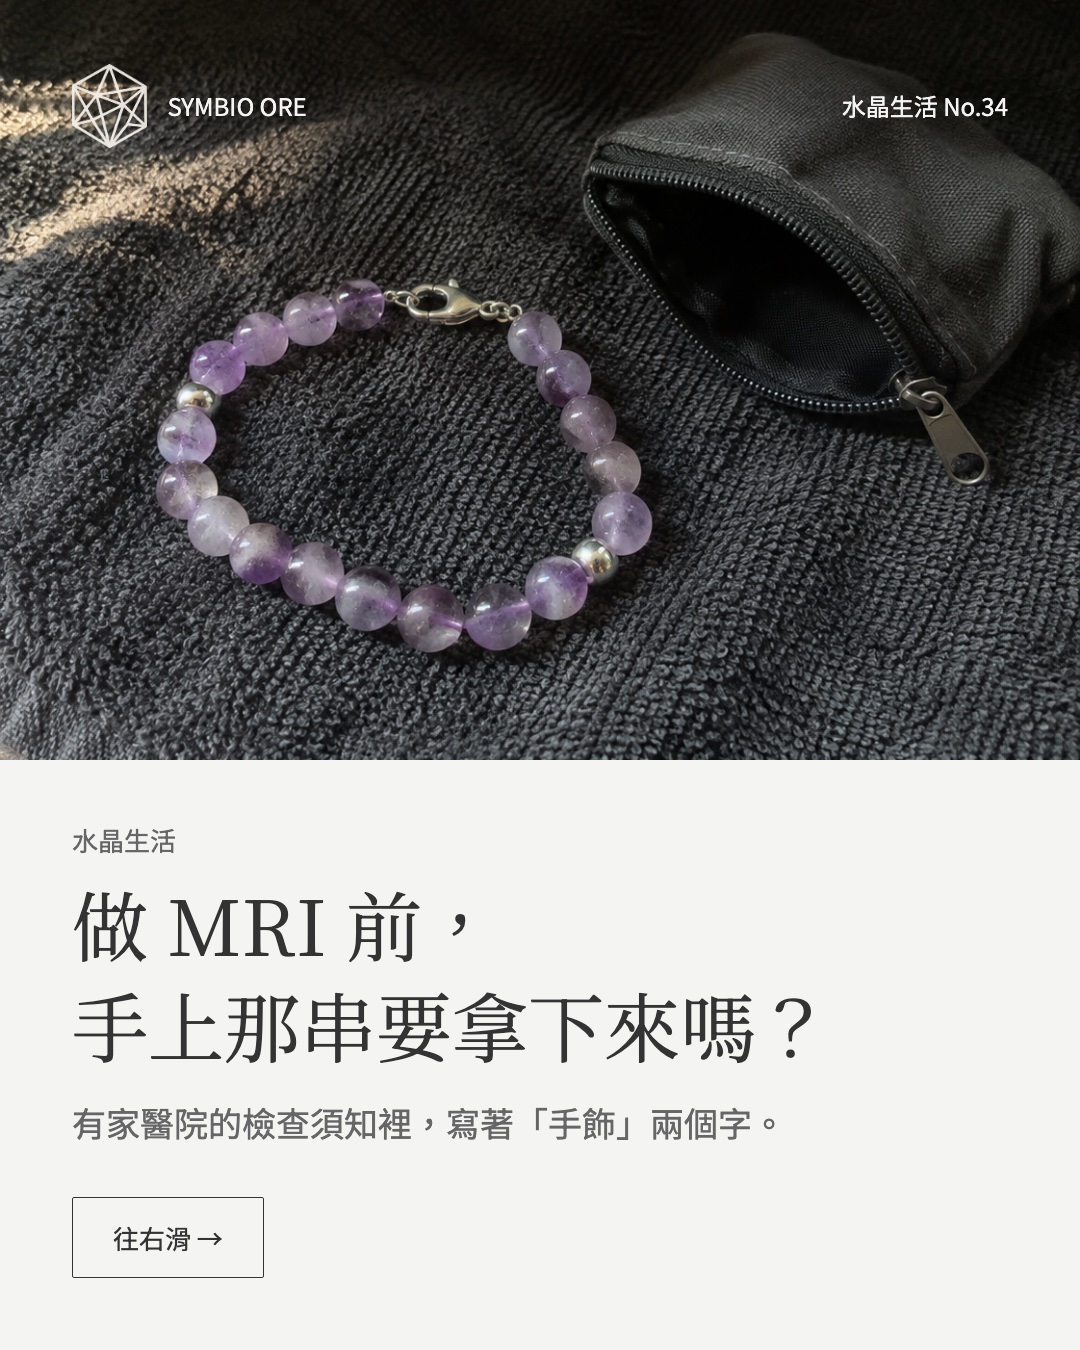 SYMBIO ORE
水晶生活 No.34
水晶生活
做 MRI 前，
手上那串要拿下來嗎？
有家醫院的檢查須知裡，寫著「手飾」兩個字。
往右滑 →